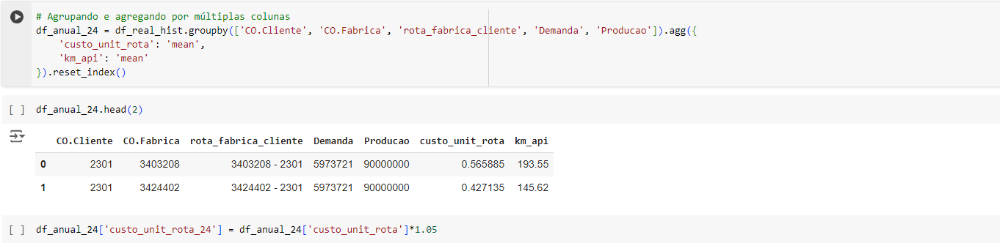 # Agrupando e agregando por múltiplas colunas
df_anual_24 = df_real_hist.groupby(['CO.Cliente', 'CO.Fabrica', 'rota_fabrica_cliente', 'Demanda', 'Producao']).agg({
    'custo_unit_rota': 'mean',
    'km_api': 'mean'
}).reset_index()
[ ] df_anual_24.head(2)
CO.Cliente CO.Fabrica rota_fabrica_cliente Demanda Producao custo_unit_rota km_api
0 2301 3403208 3403208 - 2301 5973721 90000000 0.565885 193.55
1 2301 3424402 3424402 - 2301 5973721 90000000 0.427135 145.62
[ ] df_anual_24['custo_unit_rota_24'] = df_anual_24['custo_unit_rota']*1.05